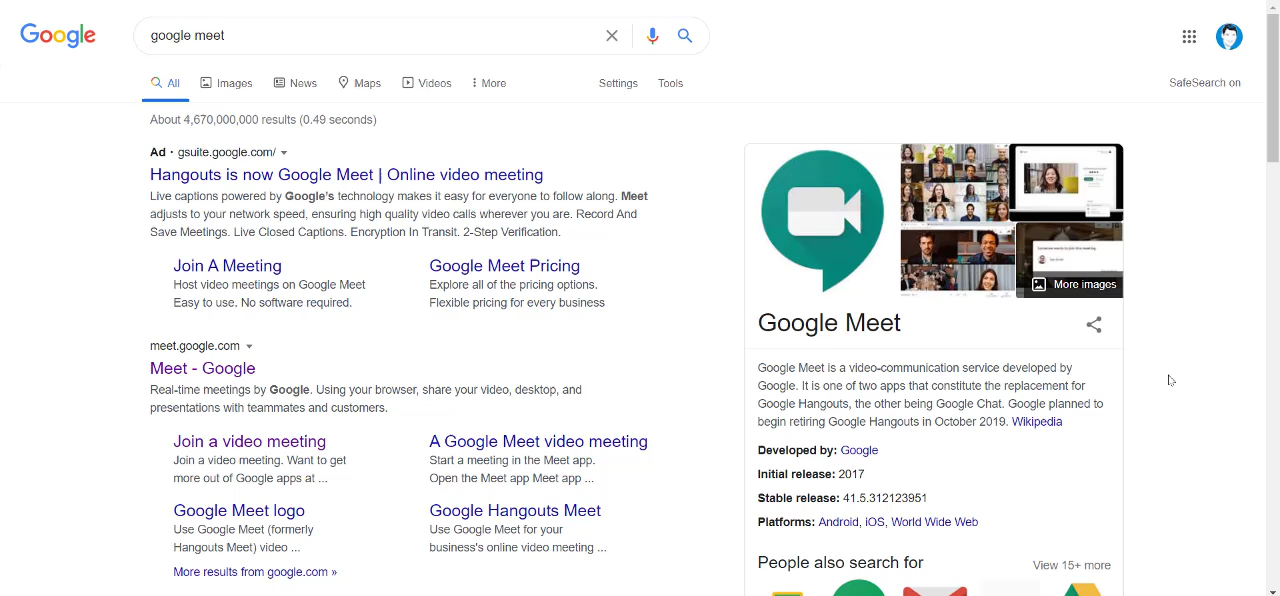 Google
google meet
All
Images
News
Maps
Videos
More
Settings
Tools
SafeSearch on
About 4,670,000,000 results (0.49 seconds)
Ad · gsuite.google.com/
Hangouts is now Google Meet | Online video meeting
Live captions powered by Google's technology makes it easy for everyone to follow along. Meet
adjusts to your network speed, ensuring high quality video calls wherever you are. Record And
Save Meetings. Live Closed Captions. Encryption In Transit. 2-Step Verification.
Join A Meeting
Host video meetings on Google Meet
Easy to use. No software required.
Google Meet Pricing
Explore all of the pricing options.
Flexible pricing for every business
meet.google.com
Meet - Google
Real-time meetings by Google. Using your browser, share your video, desktop, and
presentations with teammates and customers.
Join a video meeting
Join a video meeting. Want to get
more out of Google apps at ...
A Google Meet video meeting
Start a meeting in the Meet app.
Open the Meet app Meet app ...
Google Meet logo
Use Google Meet (formerly
Hangouts Meet) video ...
Google Hangouts Meet
Use Google Meet for your
business's online video meeting ...
More results from google.com »
More images
Google Meet
Google Meet is a video-communication service developed by
Google. It is one of two apps that constitute the replacement for
Google Hangouts, the other being Google Chat. Google planned to
begin retiring Google Hangouts in October 2019. Wikipedia
Developed by: Google
Initial release: 2017
Stable release: 41.5.312123951
Platforms: Android, iOS, World Wide Web
People also search for
View 15+ more